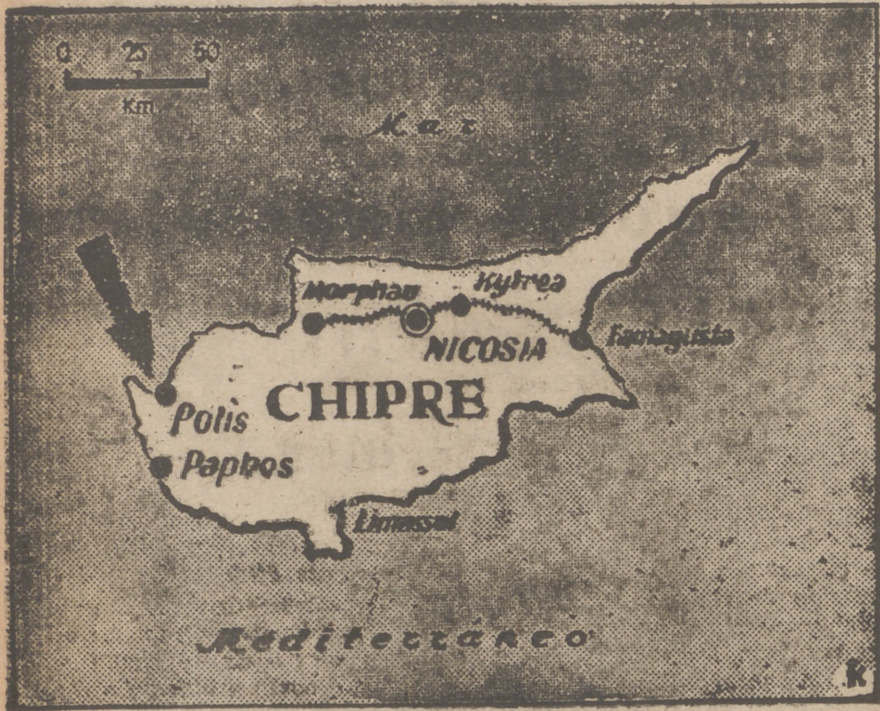 0 25 50
Km
Mar
Morphou
Kytrea
NICOSIA
Famagusta
CHIPRE
Polis
Paphos
Limassol
Mediterráneo
k